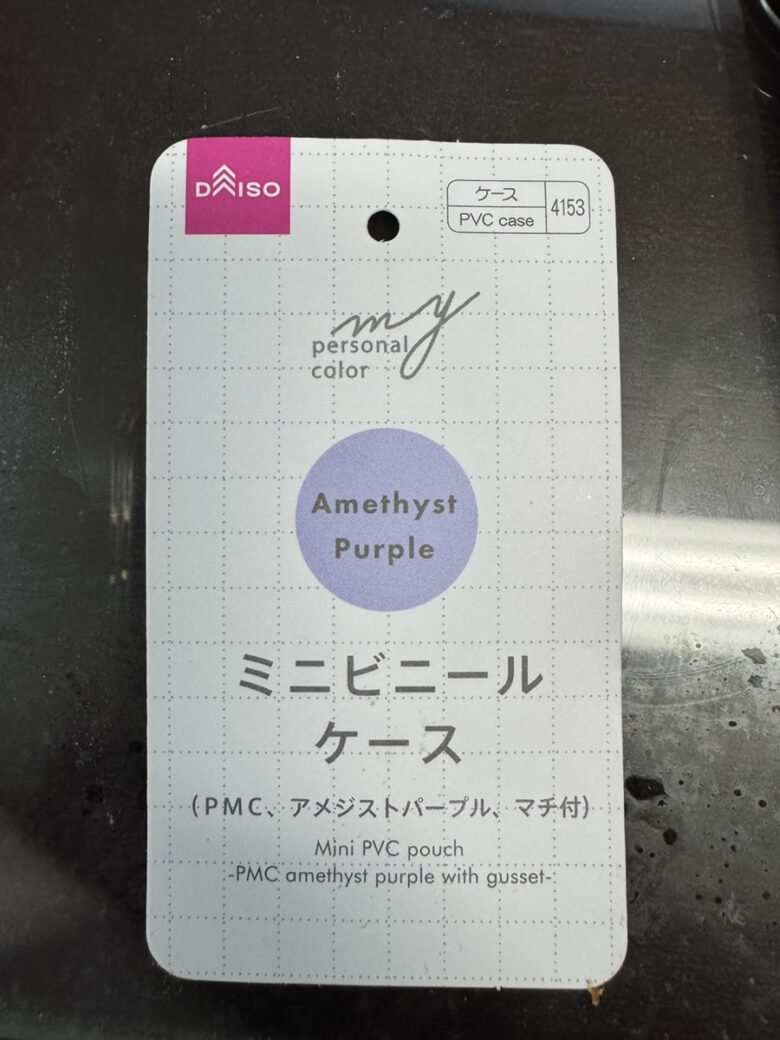 DAISO
ケース
PVC case
4153
my
personal
color
Amethyst
Purple
ミニビニール
ケース
（PMC、アメジストパープル、マチ付）
Mini PVC pouch
-PMC amethyst purple with gusset-